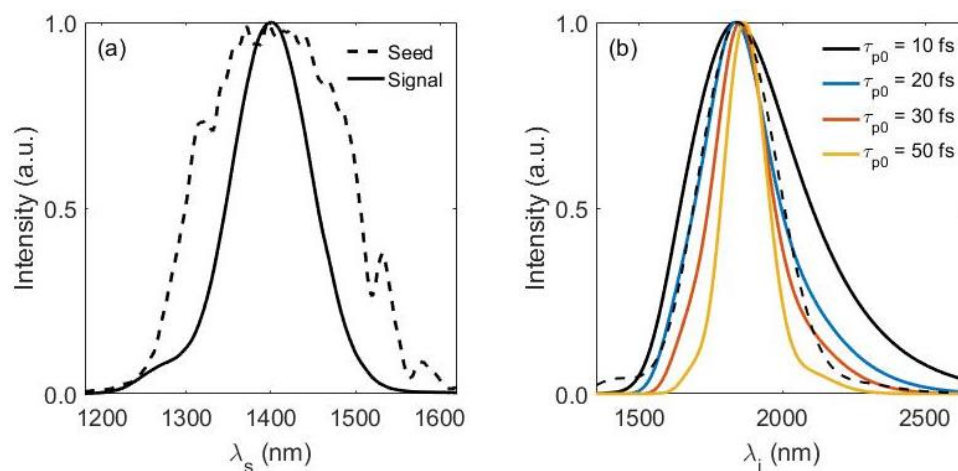 (a)
Seed
Signal
1.0
0.5
0.0
Intensity (a.u.)
1200 1300 1400 1500 1600
λs (nm)
(b)
τp0 = 10 fs
τp0 = 20 fs
τp0 = 30 fs
τp0 = 50 fs
1.0
0.5
0.0
Intensity (a.u.)
1500 2000 2500
λi (nm)